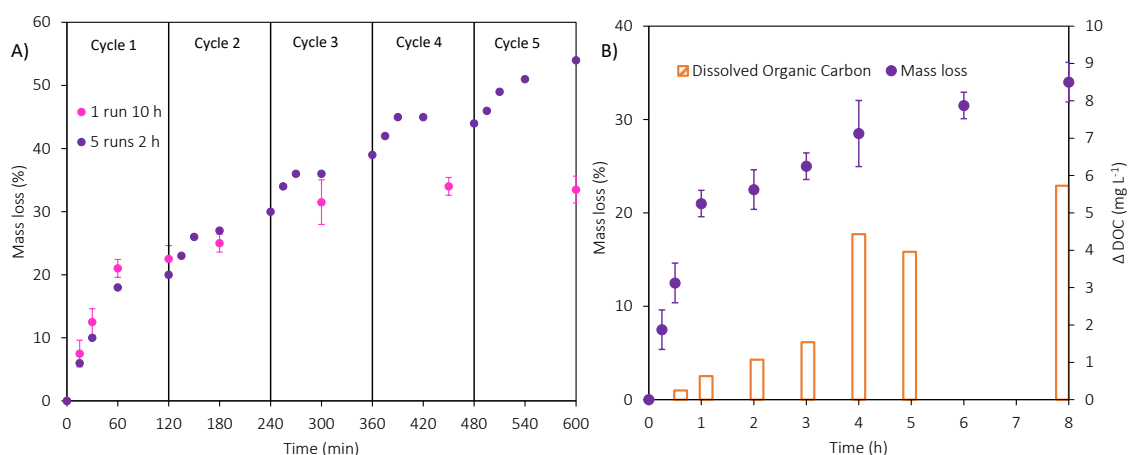 A)
Cycle 1 Cycle 2 Cycle 3 Cycle 4 Cycle 5
1 run 10 h
5 runs 2 h
Mass loss (%)
60
50
40
30
20
10
0
0 60 120 180 240 300 360 420 480 540 600
Time (min)
B)
Dissolved Organic Carbon Mass loss
Mass loss (%)
40
30
20
10
0
0 1 2 3 4 5 6 7 8
Time (h)
10
9
8
7
6
5
4
3
2
1
0
Δ DOC (mg L⁻¹)